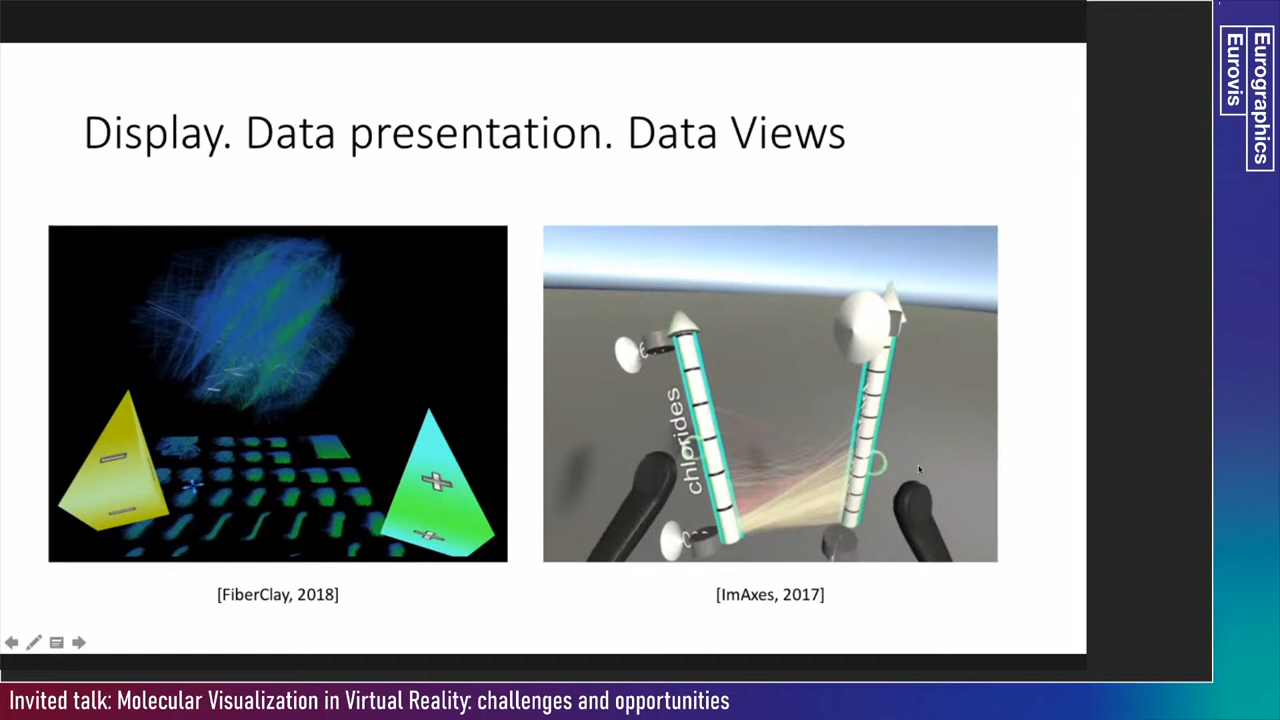 Display. Data presentation. Data Views
chlorides
[FiberClay, 2018]
[ImAxes, 2017]
Invited talk: Molecular Visualization in Virtual Reality: challenges and opportunities
Eurographics
Eurovis